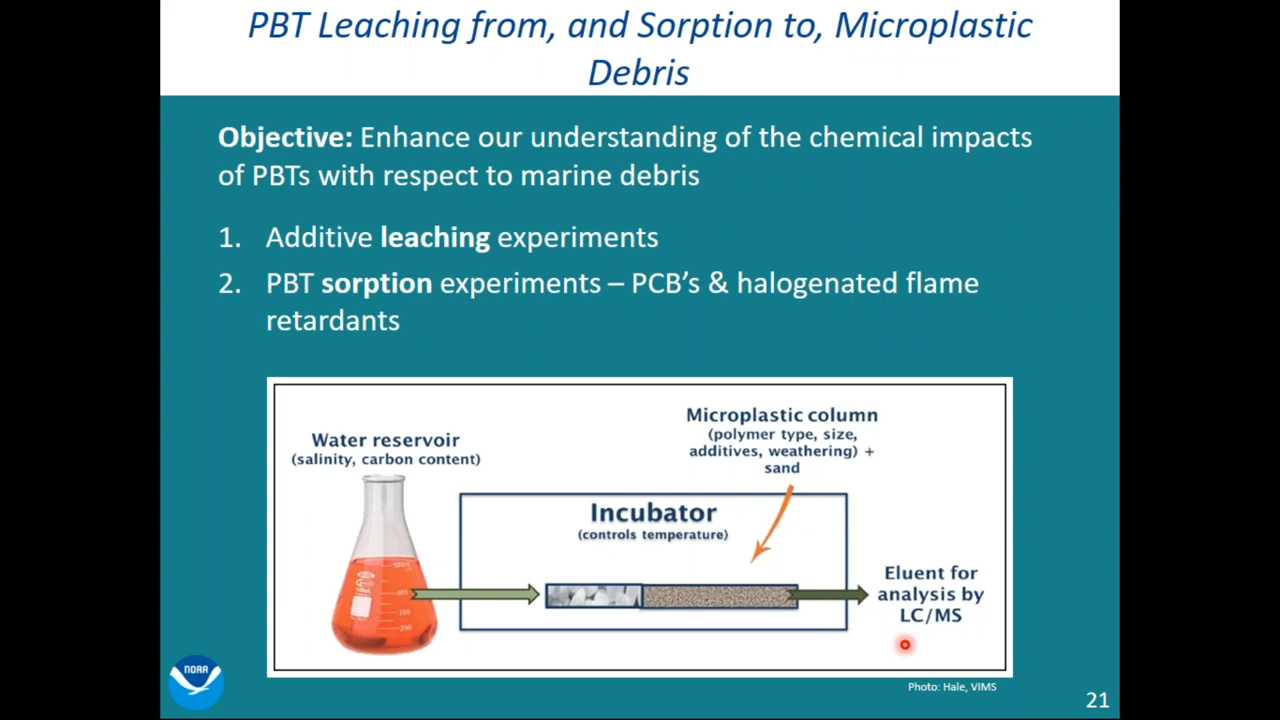 PBT Leaching from, and Sorption to, Microplastic
Debris
Objective: Enhance our understanding of the chemical impacts
of PBTs with respect to marine debris
1. Additive leaching experiments
2. PBT sorption experiments – PCB's & halogenated flame
retardants
Microplastic column
(polymer type, size,
additives, weathering) +
sand
Water reservoir
(salinity, carbon content)
Incubator
(controls temperature)
Eluent for
analysis by
LC/MS
NOAA
Photo: Hale, VIMS
21